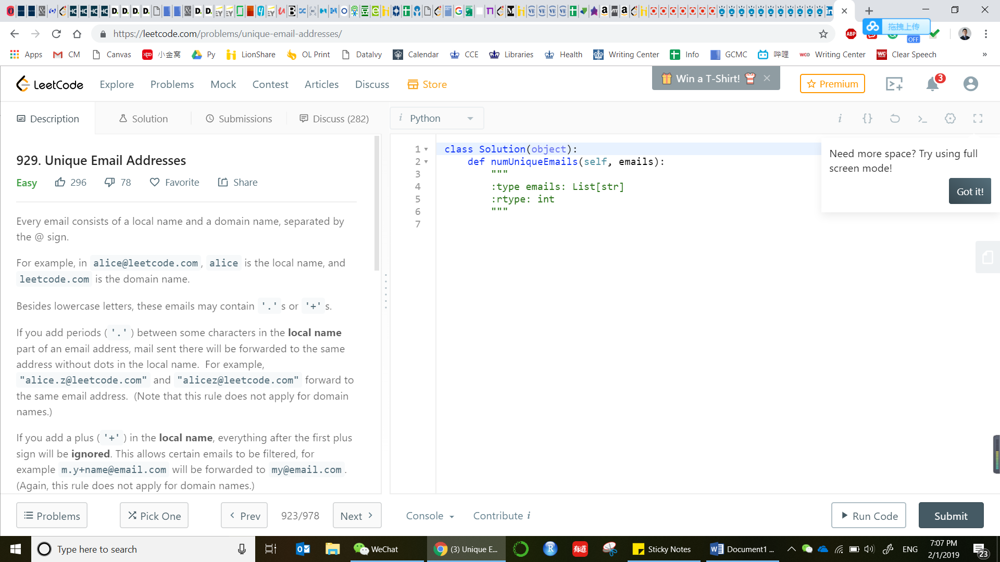 https://leetcode.com/problems/unique-email-addresses/
拖拽上传
ABP
OFF
Apps
CM
Canvas
小金窝
Py
LionShare
OL Print
DataIvy
Calendar
CCE
Libraries
Health
Writing Center
Info
GCMC
哔哩
wco Writing Center
WC Clear Speech
»
LeetCode
Explore
Problems
Mock
Contest
Articles
Discuss
Store
Win a T-Shirt!
Premium
3
Description
Solution
Submissions
Discuss (282)
i Python
929. Unique Email Addresses
Easy
296
78
Favorite
Share
Every email consists of a local name and a domain name, separated by
the @ sign.
For example, in alice@leetcode.com, alice is the local name, and
leetcode.com is the domain name.
Besides lowercase letters, these emails may contain '.'s or '+'s.
If you add periods ('.') between some characters in the local name
part of an email address, mail sent there will be forwarded to the same
address without dots in the local name.  For example,
"alice.z@leetcode.com" and "alicez@leetcode.com" forward to
the same email address.  (Note that this rule does not apply for domain
names.)
If you add a plus ('+') in the local name, everything after the first plus
sign will be ignored. This allows certain emails to be filtered, for
example m.y+name@email.com will be forwarded to my@email.com.
(Again, this rule does not apply for domain names.)
1 class Solution(object):
2     def numUniqueEmails(self, emails):
3         """
4         :type emails: List[str]
5         :rtype: int
6         """
7
Need more space? Try using full
screen mode!
Got it!
Problems
Pick One
Prev
923/978
Next
Console
Contribute i
Run Code
Submit
Type here to search
WeChat
(3) Unique E...
R
有道
Sticky Notes
Document1 ...
ENG
7:07 PM
2/1/2019
23